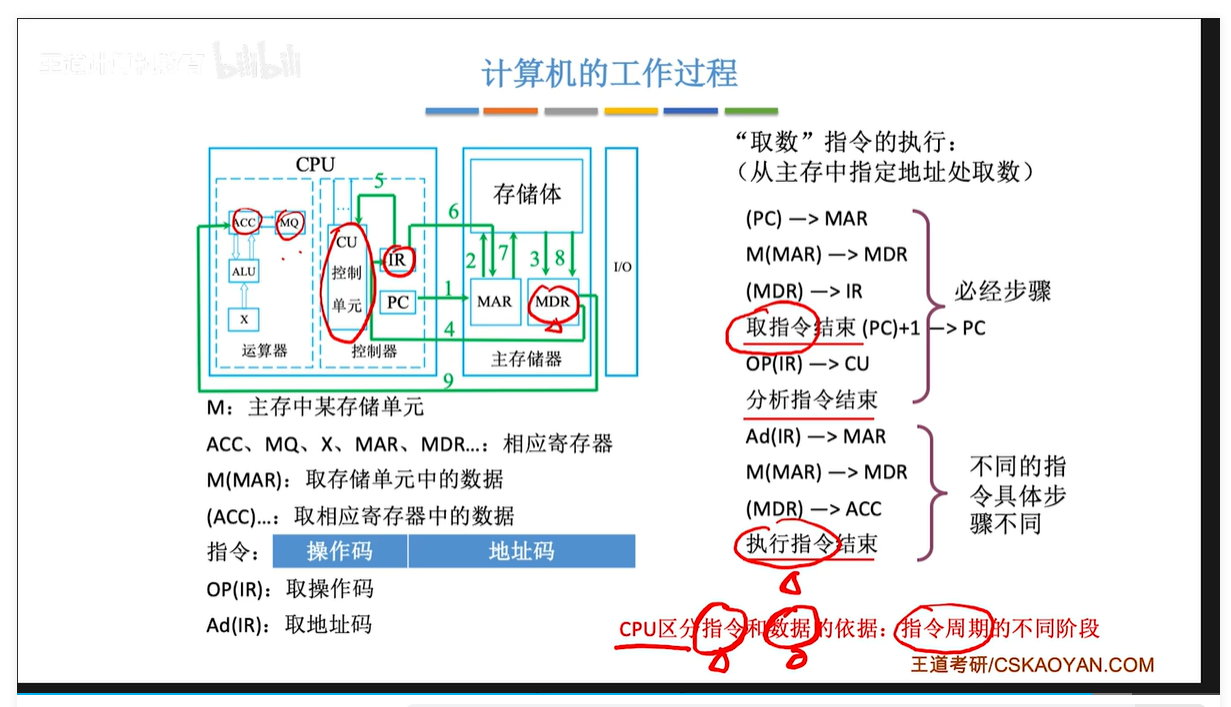 bilibili
计算机的工作过程
CPU
ACC
MQ
ALU
X
运算器
CU
控制
单元
IR
PC
控制器
存储体
MAR
MDR
主存储器
I/O
5
6
2
7
3
8
1
4
9
M：主存中某存储单元
ACC、MQ、X、MAR、MDR...：相应寄存器
M(MAR)：取存储单元中的数据
(ACC)...：取相应寄存器中的数据
指令： 操作码 地址码
OP(IR)：取操作码
Ad(IR)：取地址码
“取数”指令的执行：
（从主存中指定地址处取数）
(PC) —> MAR
M(MAR) —> MDR
(MDR) —> IR
取指令结束 (PC)+1 —> PC
OP(IR) —> CU
分析指令结束
必经步骤
Ad(IR) —> MAR
M(MAR) —> MDR
(MDR) —> ACC
执行指令结束
不同的指
令具体步
骤不同
CPU区分指令和数据的依据：指令周期的不同阶段
王道考研/CSKAOYAN.COM